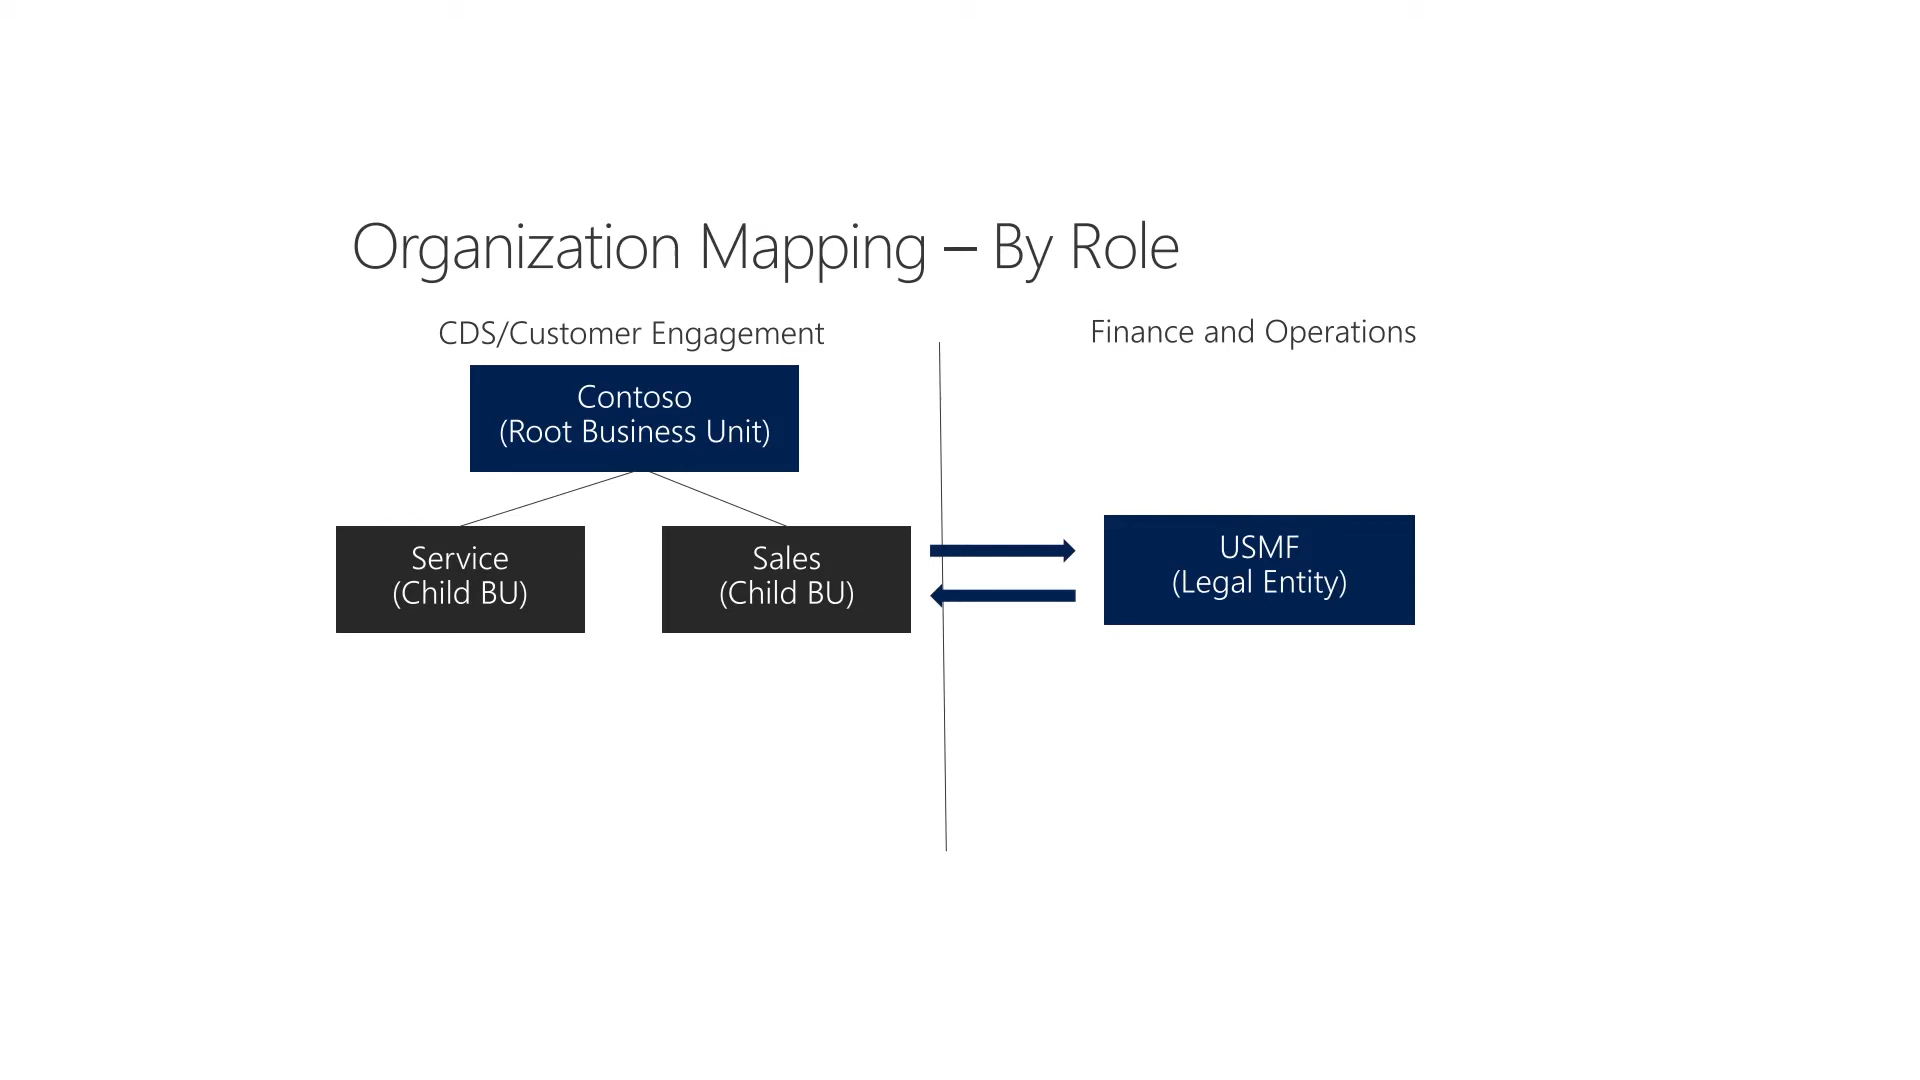 Organization Mapping – By Role
CDS/Customer Engagement
Finance and Operations
Contoso
(Root Business Unit)
Service
(Child BU)
Sales
(Child BU)
USMF
(Legal Entity)